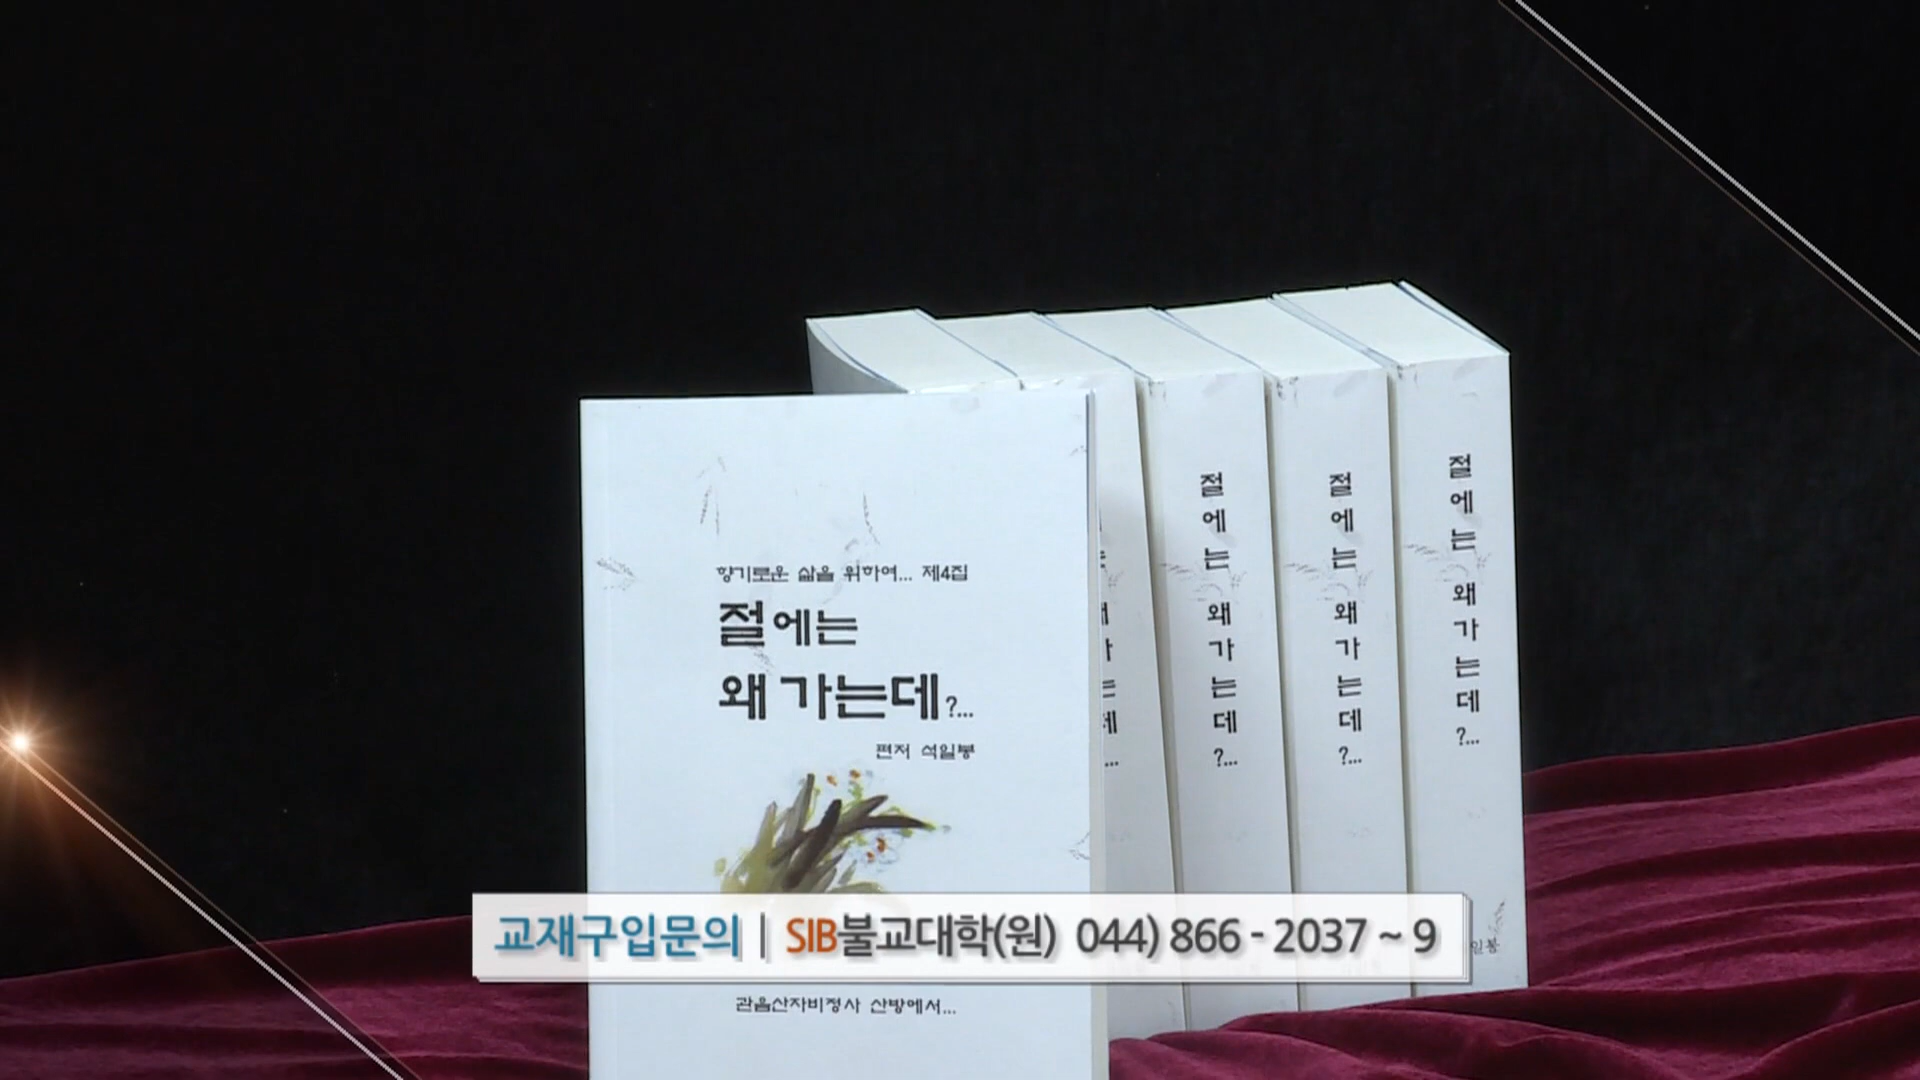 향기로운 삶을 위하여... 제4집
절에는
왜 가는데?...
편저 석일봉
관음산자비정사 산방에서...
절에는 왜 가는데?...
절에는 왜 가는데?...
절에는 왜 가는데?...
일봉
교재구입문의 | SIB불교대학(원) 044) 866 - 2037 ~ 9